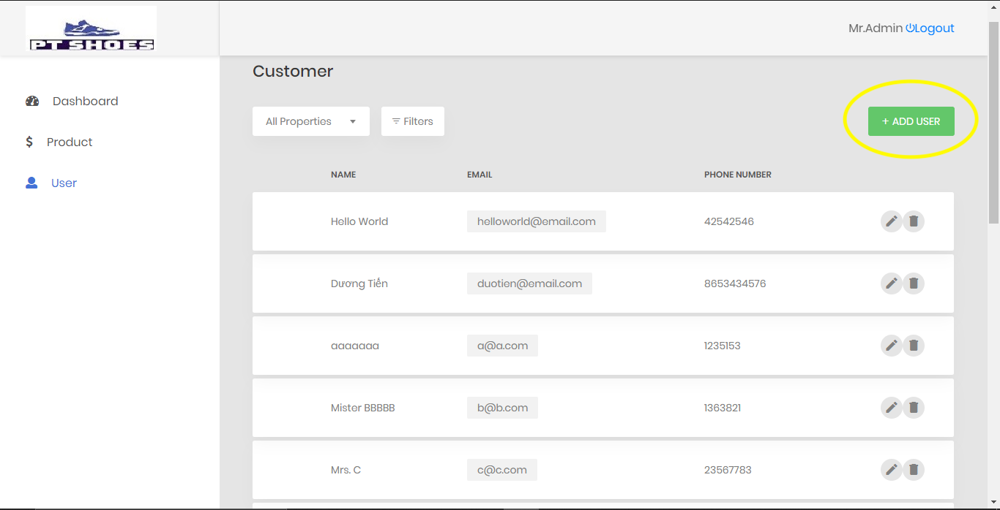 PT SHOES
Mr.Admin Logout
Dashboard
Product
User
Customer
All Properties
Filters
+ ADD USER
NAME EMAIL PHONE NUMBER
Hello World helloworld@email.com 42542546
Dương Tiến duotien@email.com 8653434576
aaaaaaa a@a.com 1235153
Mister BBBBB b@b.com 1363821
Mrs. C c@c.com 23567783